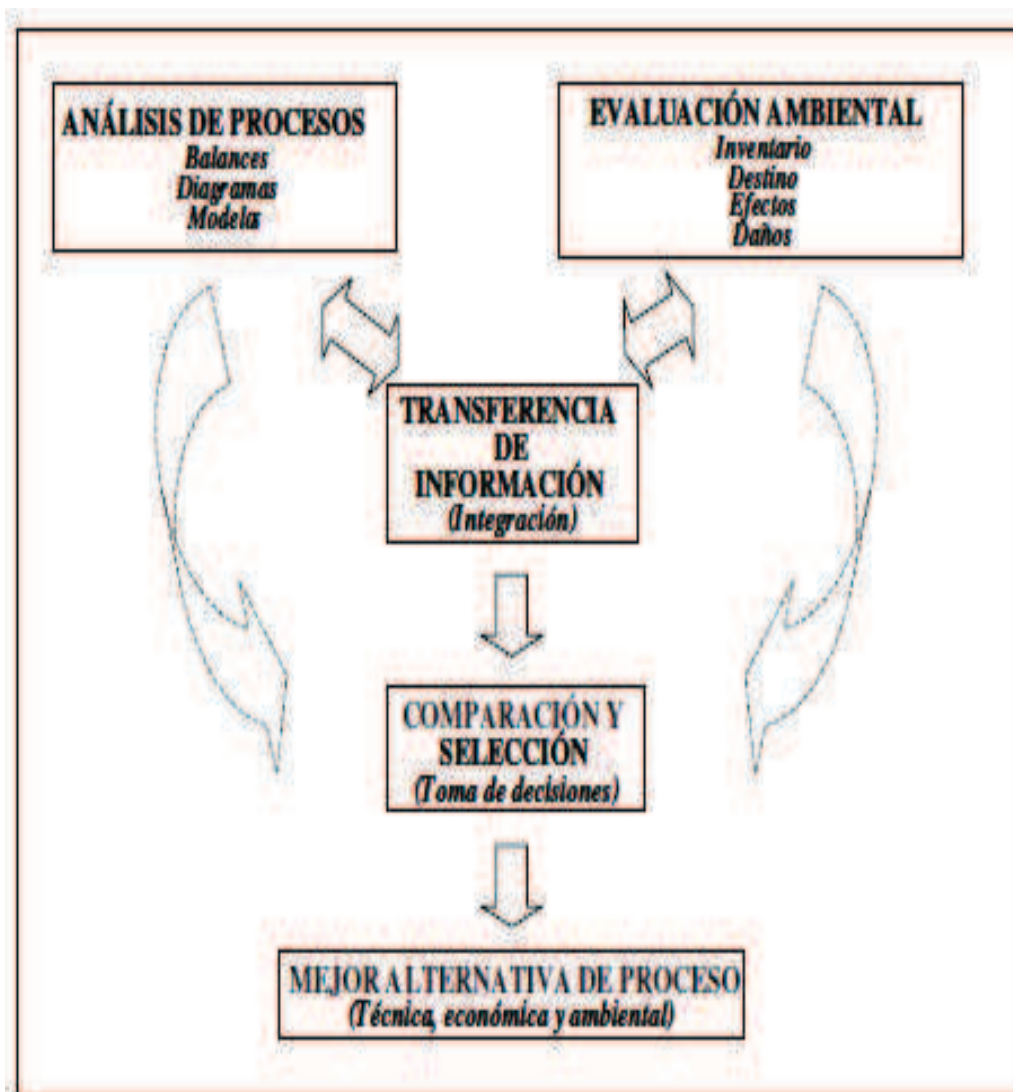 ANÁLISIS DE PROCESOS
Balances
Diagramas
Modelos
EVALUACIÓN AMBIENTAL
Inventario
Destino
Efectos
Daños
TRANSFERENCIA
DE
INFORMACIÓN
(Integración)
COMPARACIÓN Y
SELECCIÓN
(Toma de decisiones)
MEJOR ALTERNATIVA DE PROCESO
(Técnica, económica y ambiental)